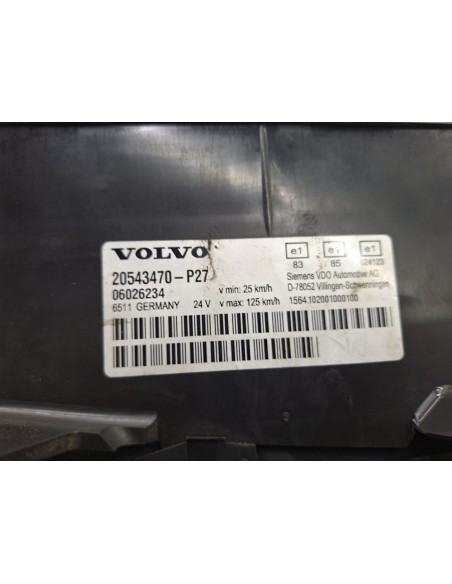 VOLVO
20543470-P27
06026234
6511 GERMANY 24 V
v min: 25 km/h
v max: 125 km/h
e1 e1 e1
83 85 024123
Siemens VDO Automotive AG
D-78052 Villingen-Schwenningen
1564.102001000100